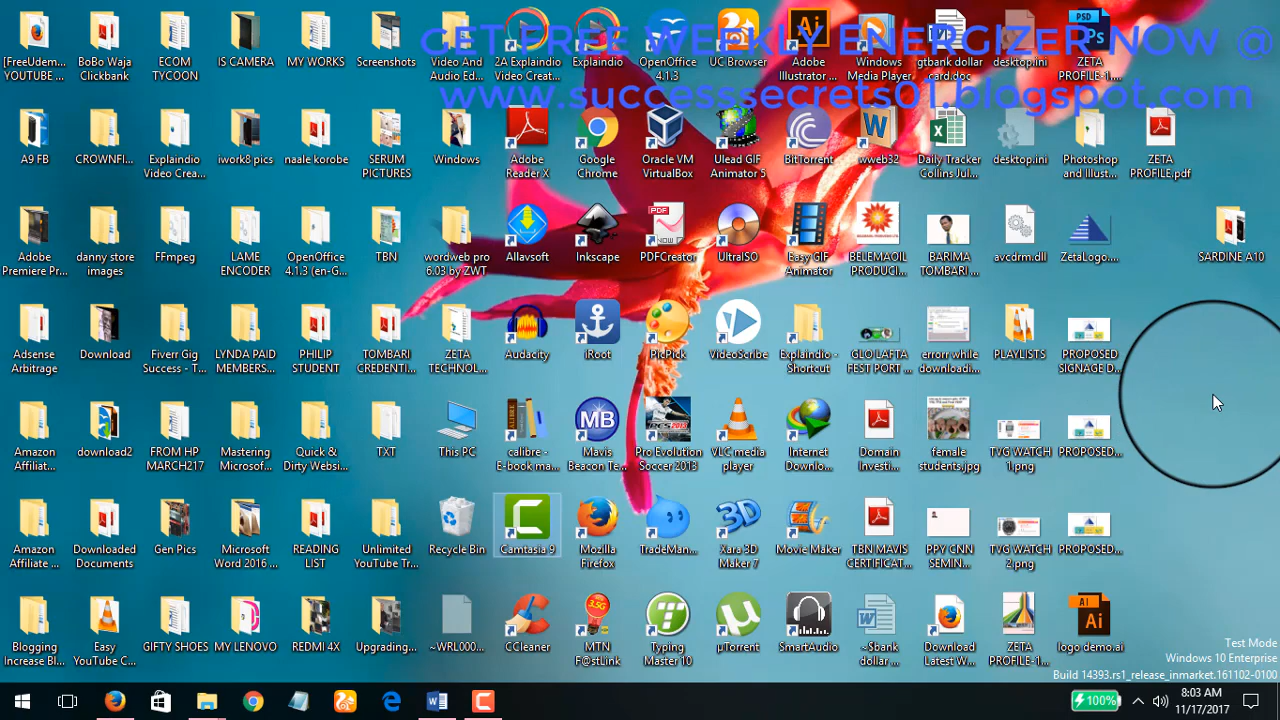 GET FREE WEEKLY ENERGIZER NOW @
www.successsecrets01.blogspot.com
[FreeUdem...
YOUTUBE ...
BoBo Waja
Clickbank
ECOM
TYCOON
IS CAMERA
MY WORKS
Screenshots
Video And
Audio Ed...
2A Explaindio
Video Creat...
Explaindio
OpenOffice
4.1.3
UC Browser
Adobe
Illustrator ...
Windows
Media Player
gtbank dollar
card.doc
desktop.ini
ZETA
PROFILE-1....
A9 FB
CROWNFI...
Explaindio
Video Crea...
iwork8 pics
naale korobe
SERUM
PICTURES
Windows
Adobe
Reader X
Google
Chrome
Oracle VM
VirtualBox
Ulead GIF
Animator 5
BitTorrent
wweb32
Daily Tracker
Collins Jul...
desktop.ini
Photoshop
and Illust...
ZETA
PROFILE.pdf
Adobe
Premiere Pr...
danny store
images
FFmpeg
LAME
ENCODER
OpenOffice
4.1.3 (en-G...
TBN
wordweb pro
6.03 by ZWT
Allavsoft
Inkscape
PDFCreator
UltraISO
Easy GIF
Animator
BELEMAOIL
PRODUCI...
BARIMA
TOMBARI ...
avcdrm.dll
ZetaLogo....
SARDINE A10
Adsense
Arbitrage
Download
Fiverr Gig
Success - T...
LYNDA PAID
MEMBERS...
PHILIP
STUDENT
TOMBARI
CREDENTI...
ZETA
TECHNOL...
Audacity
iRoot
PicPick
VideoScribe
Explaindio -
Shortcut
GLO LAFTA
FEST PORT ...
errorr while
downloadi...
PLAYLISTS
PROPOSED
SIGNAGE D...
Amazon
Affiliat...
download2
FROM HP
MARCH217
Mastering
Microsof...
Quick &
Dirty Websi...
TXT
This PC
calibre -
E-book ma...
Mavis
Beacon Te...
Pro Evolution
Soccer 2013
VLC media
player
Internet
Downlo...
Domain
Investi...
female
students.jpg
TVG WATCH
1.png
PROPOSED...
Amazon
Affiliate ...
Downloaded
Documents
Gen Pics
Microsoft
Word 2016 ...
READING
LIST
Unlimited
YouTube Tr...
Recycle Bin
Camtasia 9
Mozilla
Firefox
TradeMan...
Xara 3D
Maker 7
Movie Maker
TBN MAVIS
CERTIFICAT...
PPY CNN
SEMIN...
TVG WATCH
2.png
PROPOSED...
Blogging
Increase Bl...
Easy
YouTube C...
GIFTY SHOES
MY LENOVO
REDMI 4X
Upgrading...
~WRL000...
CCleaner
MTN
F@stLink
Typing
Master 10
µTorrent
SmartAudio
~$bank
dollar ...
Download
Latest W...
ZETA
PROFILE-1...
logo demo.ai
Test Mode
Windows 10 Enterprise
Build 14393.rs1_release_inmarket.161102-0100
100%
8:03 AM
11/17/2017